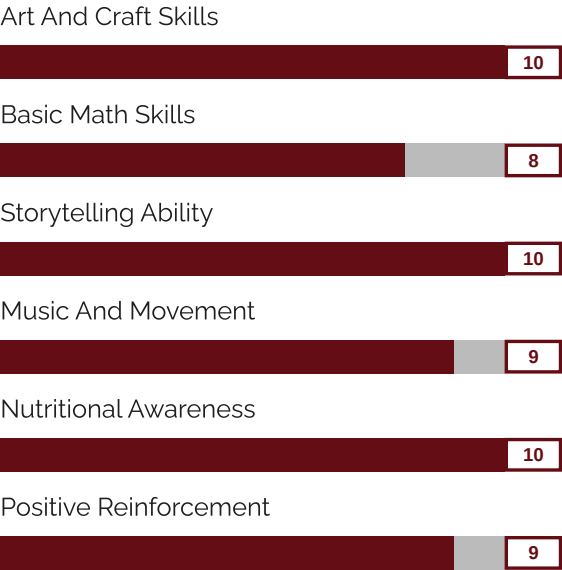 Art And Craft Skills
10
Basic Math Skills
8
Storytelling Ability
10
Music And Movement
9
Nutritional Awareness
10
Positive Reinforcement
9